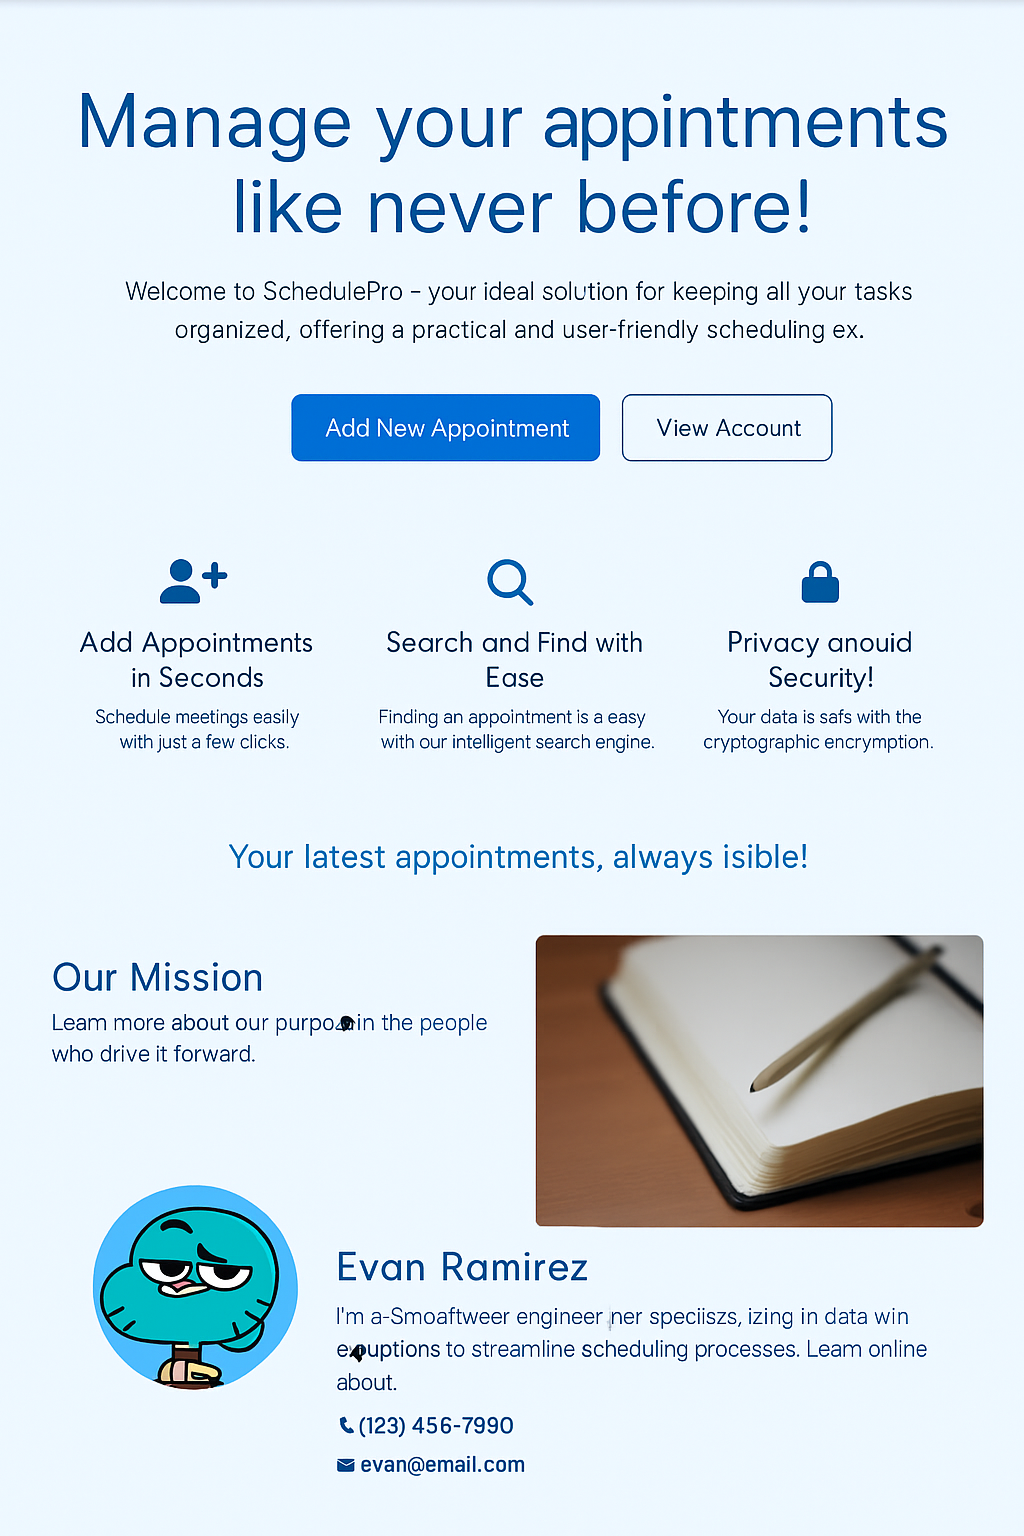 Manage your appintments
like never before!
Welcome to SchedulePro – your ideal solution for keeping all your tasks
organized, offering a practical and user-friendly scheduling ex.
Add New Appointment
View Account
Add Appointments
in Seconds
Schedule meetings easily
with just a few clicks.
Search and Find with
Ease
Finding an appointment is a easy
with our intelligent search engine.
Privacy anouid
Security!
Your data is safs with the
cryptographic encrymption.
Your latest appointments, always isible!
Our Mission
Leam more about our in the people
who drive it forward.
Evan Ramirez
I'm a-Smoaftweer engineer ner speciiszs, izing in data win
to streamline scheduling processes. Leam online
about.
(123) 456-7990
evan@email.com